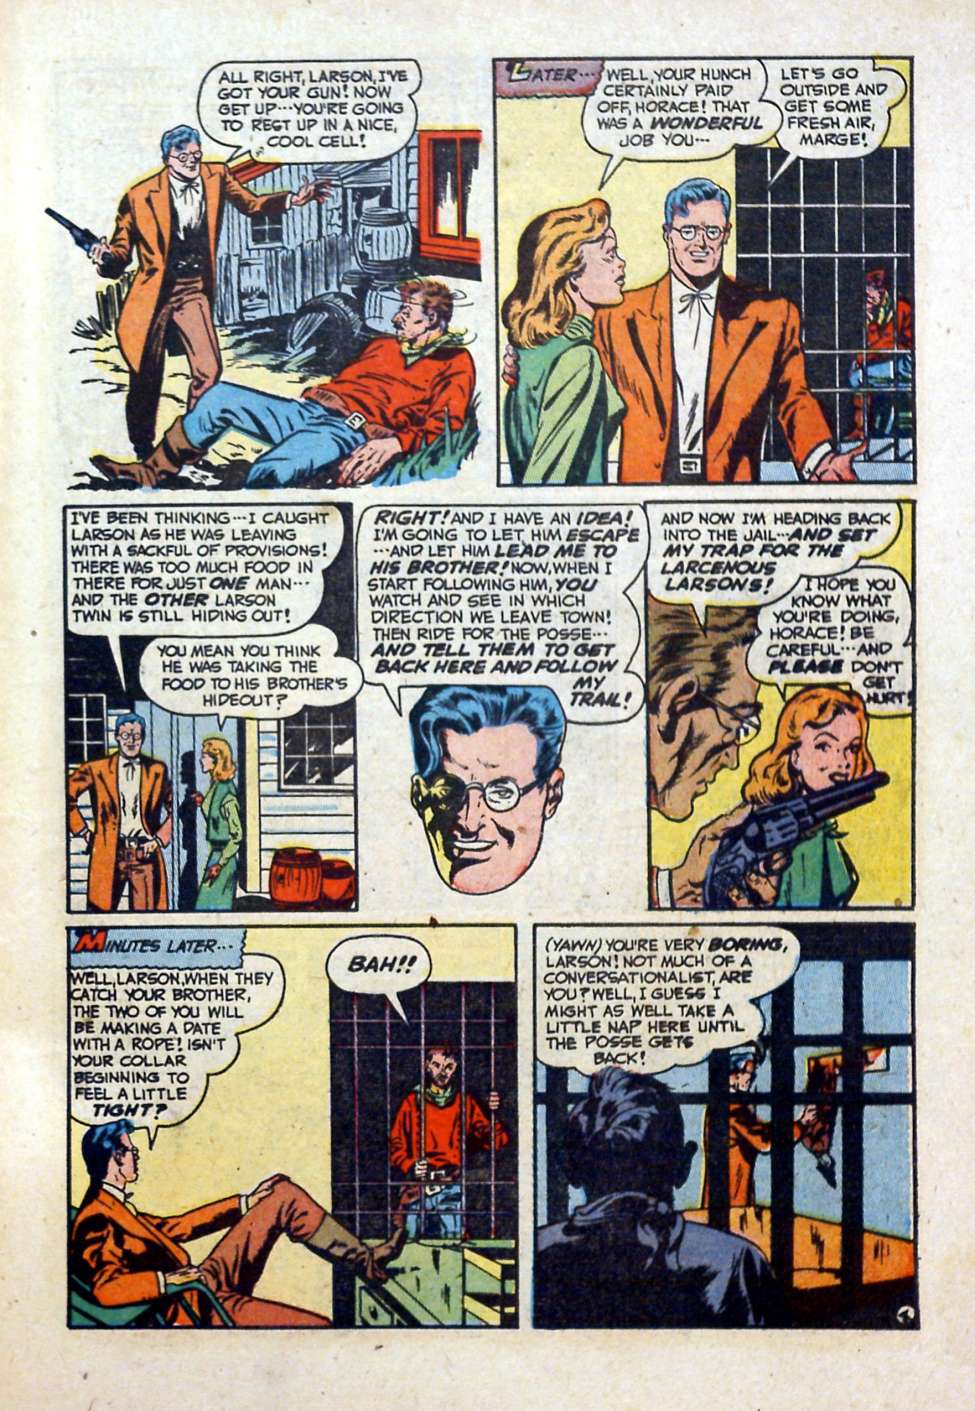 ALL RIGHT, LARSON, I'VE
GOT YOUR GUN! NOW
GET UP---YOU'RE GOING
TO REST UP IN A NICE,
COOL CELL!
LATER---
WELL, YOUR HUNCH
CERTAINLY PAID
OFF, HORACE! THAT
WAS A WONDERFUL
JOB YOU---
LET'S GO
OUTSIDE AND
GET SOME
FRESH AIR,
MARGE!
I'VE BEEN THINKING---I CAUGHT
LARSON AS HE WAS LEAVING
WITH A SACKFUL OF PROVISIONS!
THERE WAS TOO MUCH FOOD IN
THERE FOR JUST ONE MAN---
AND THE OTHER LARSON
TWIN IS STILL HIDING OUT!
YOU MEAN YOU THINK
HE WAS TAKING THE
FOOD TO HIS BROTHER'S
HIDEOUT?
RIGHT! AND I HAVE AN IDEA!
I'M GOING TO LET HIM ESCAPE
---AND LET HIM LEAD ME TO
HIS BROTHER! NOW, WHEN I
START FOLLOWING HIM, YOU
WATCH AND SEE IN WHICH
DIRECTION WE LEAVE TOWN!
THEN RIDE FOR THE POSSE---
AND TELL THEM TO GET
BACK HERE AND FOLLOW
MY
TRAIL!
AND NOW I'M HEADING BACK
INTO THE JAIL---AND SET
MY TRAP FOR THE
LARCENOUS
LARSONS!
I HOPE YOU
KNOW WHAT
YOU'RE DOING,
HORACE! BE
CAREFUL---AND
PLEASE DON'T
GET
HURT!
MINUTES LATER---
WELL, LARSON, WHEN THEY
CATCH YOUR BROTHER,
THE TWO OF YOU WILL
BE MAKING A DATE
WITH A ROPE! ISN'T
YOUR COLLAR
BEGINNING TO
FEEL A LITTLE
TIGHT?
BAH!!
(YAWN) YOU'RE VERY BORING,
LARSON! NOT MUCH OF A
CONVERSATIONALIST, ARE
YOU? WELL, I GUESS I
MIGHT AS WELL TAKE A
LITTLE NAP HERE UNTIL
THE POSSE GETS
BACK!